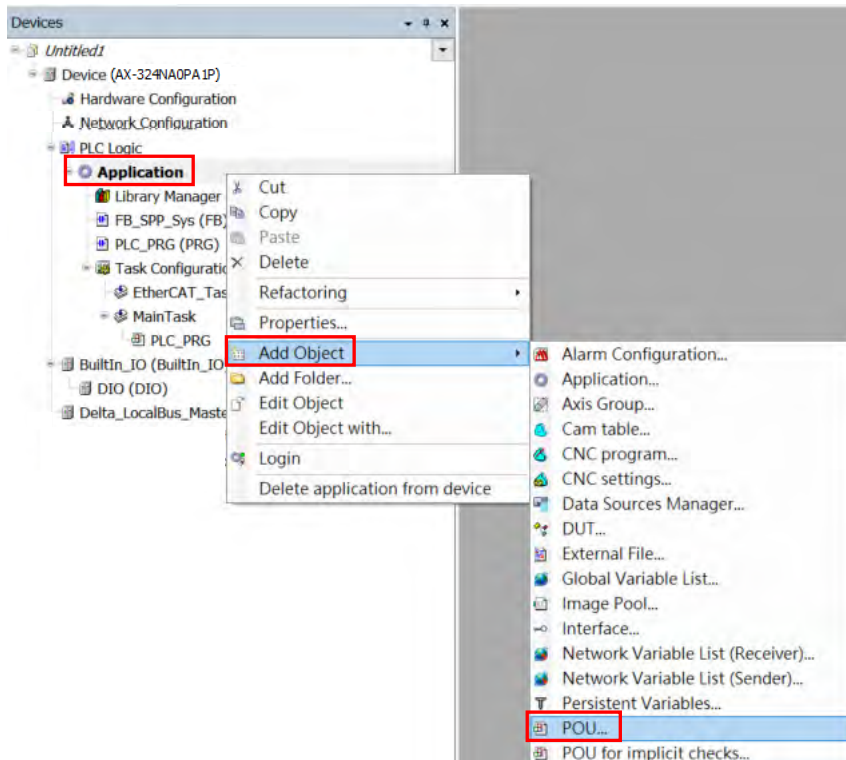 Devices
Untitled1
Device (AX-324NA0PA1P)
Hardware Configuration
Network Configuration
PLC Logic
Application
Library Manager
FB_SPP_Sys (FB)
PLC_PRG (PRG)
Task Configuratio
EtherCAT_Tas
MainTask
PLC_PRG
BuiltIn_IO (BuiltIn_IO
DIO (DIO)
Delta_LocalBus_Maste
Cut
Copy
Paste
Delete
Refactoring
Properties...
Add Object
Add Folder...
Edit Object
Edit Object with...
Login
Delete application from device
Alarm Configuration...
Application...
Axis Group...
Cam table...
CNC program...
CNC settings...
Data Sources Manager...
DUT...
External File...
Global Variable List...
Image Pool...
Interface...
Network Variable List (Receiver)...
Network Variable List (Sender)...
Persistent Variables...
POU...
POU for implicit checks...